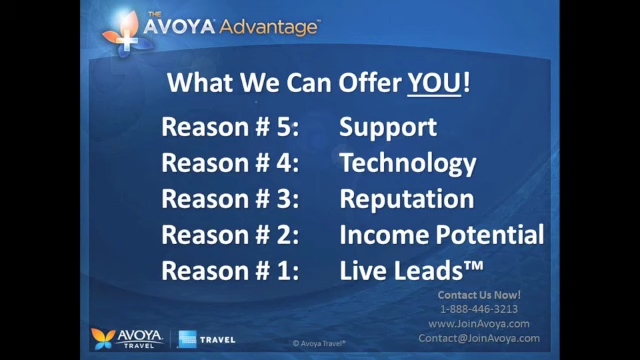 THE
AVOYA Advantage™
What We Can Offer YOU!
Reason # 5: Support
Reason # 4: Technology
Reason # 3: Reputation
Reason # 2: Income Potential
Reason # 1: Live Leads™
Contact Us Now!
1-888-446-3213
www.JoinAvoya.com
Contact@JoinAvoya.com
AVOYA TRAVEL
© Avoya Travel®